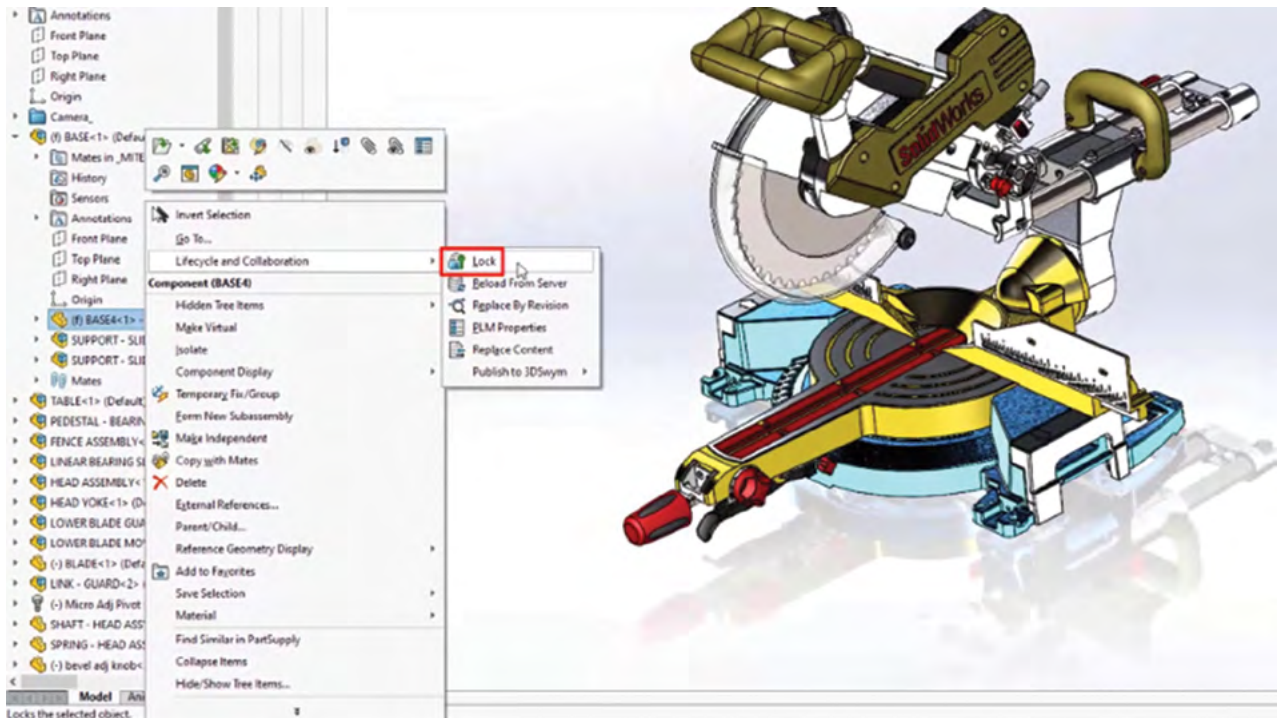 Annotations
Front Plane
Top Plane
Right Plane
Origin
Camera_
(f) BASE<1> (Defau
Mates in _MITE
History
Sensors
Annotations
Front Plane
Top Plane
Right Plane
Origin
(f) BASE4<1> -
SUPPORT - SLI
SUPPORT - SLI
Mates
TABLE<1> (Default
PEDESTAL - BEARIN
FENCE ASSEMBLY<
LINEAR BEARING SL
HEAD ASSEMBLY<
HEAD YOKE<1> (D
LOWER BLADE GUA
LOWER BLADE MO
(-) BLADE<1> (Defa
LINK - GUARD<2>
(-) Micro Adj Pivot
SHAFT - HEAD ASS
SPRING - HEAD ASS
(-) bevel adj knob<
Model Ani
Locks the selected object.
Invert Selection
Go To...
Lifecycle and Collaboration
Component (BASE4)
Hidden Tree Items
Make Virtual
Isolate
Component Display
Temporary Fix/Group
Form New Subassembly
Make Independent
Copy with Mates
Delete
External References...
Parent/Child...
Reference Geometry Display
Add to Favorites
Save Selection
Material
Find Similar in PartSupply
Collapse Items
Hide/Show Tree Items...
Lock
Reload From Server
Replace By Revision
PLM Properties
Replace Content
Publish to 3DSwym
SolidWorks